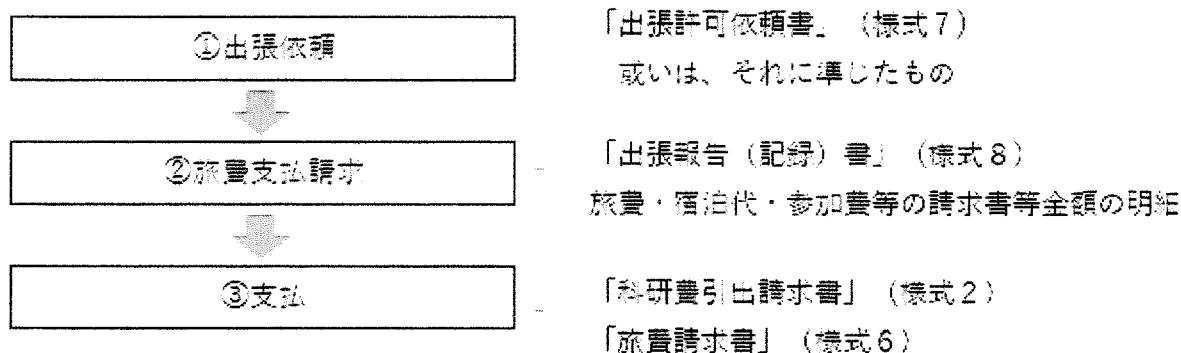 ①出張依頼
「出張許可依頼書」（様式７）
或いは、それに準じたもの
②旅費支払請求
「出張報告（記録）書」（様式８）
旅費・宿泊代・参加費等の請求書等金額の明細
③支払
「科研費引出請求書」（様式２）
「旅費請求書」（様式６）